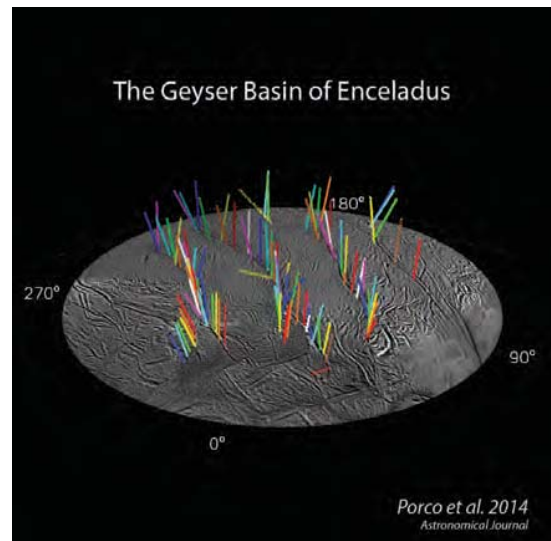 The Geyser Basin of Enceladus
180°
270°
90°
0°
Porco et al. 2014
Astronomical Journal